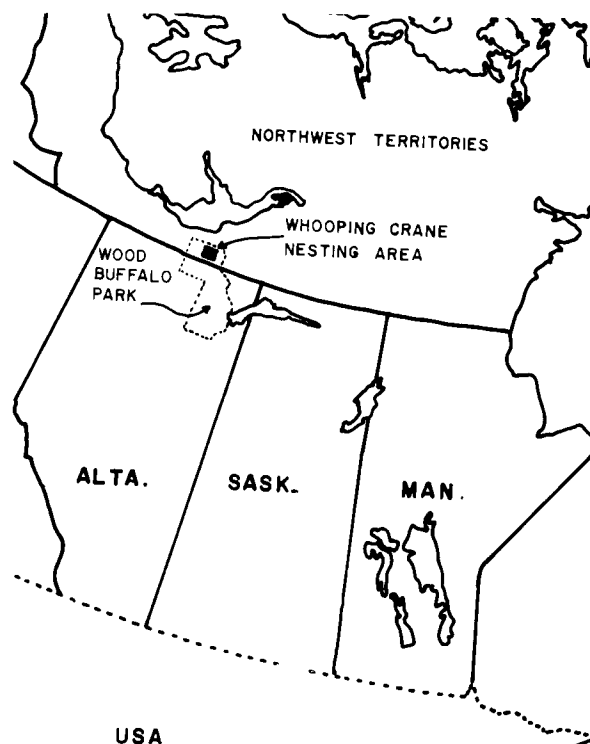 NORTHWEST TERRITORIES
WHOOPING CRANE
NESTING AREA
WOOD
BUFFALO
PARK
ALTA.
SASK.
MAN.
USA